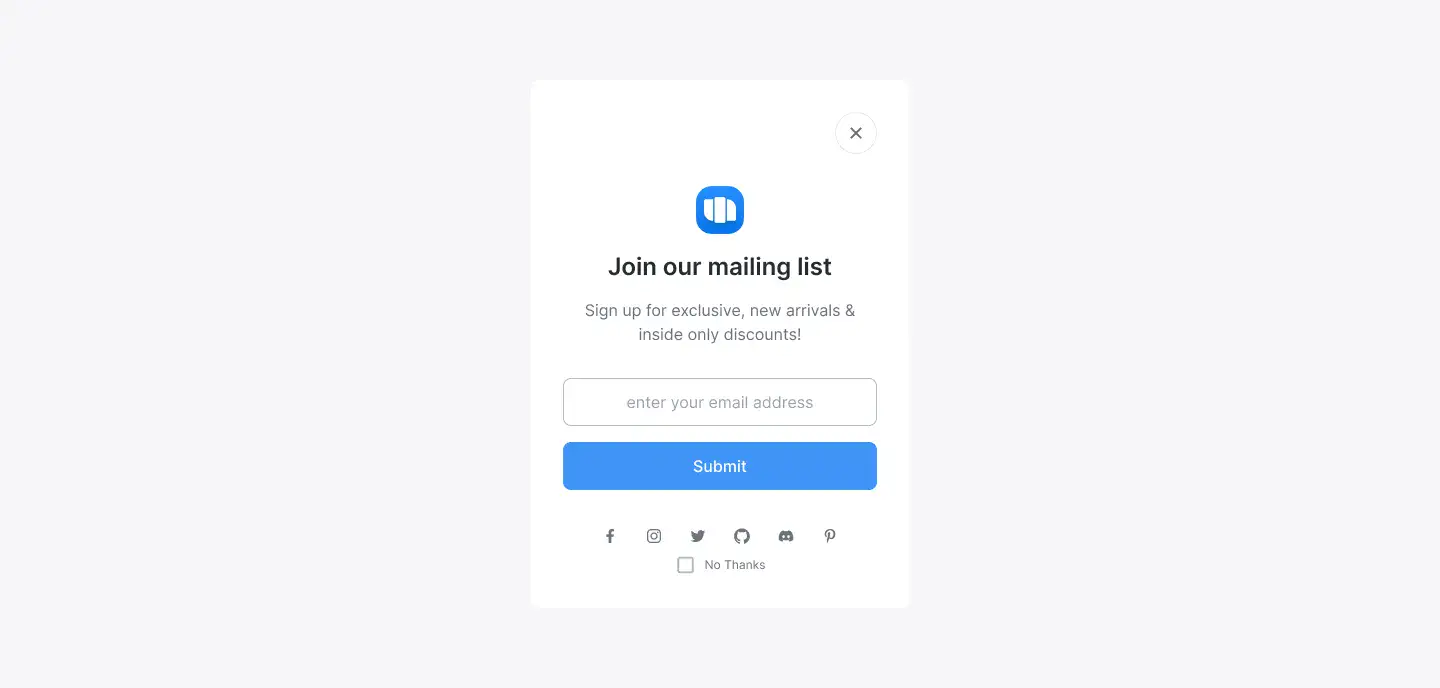 Join our mailing list
Sign up for exclusive, new arrivals &
inside only discounts!
enter your email address
Submit
No Thanks